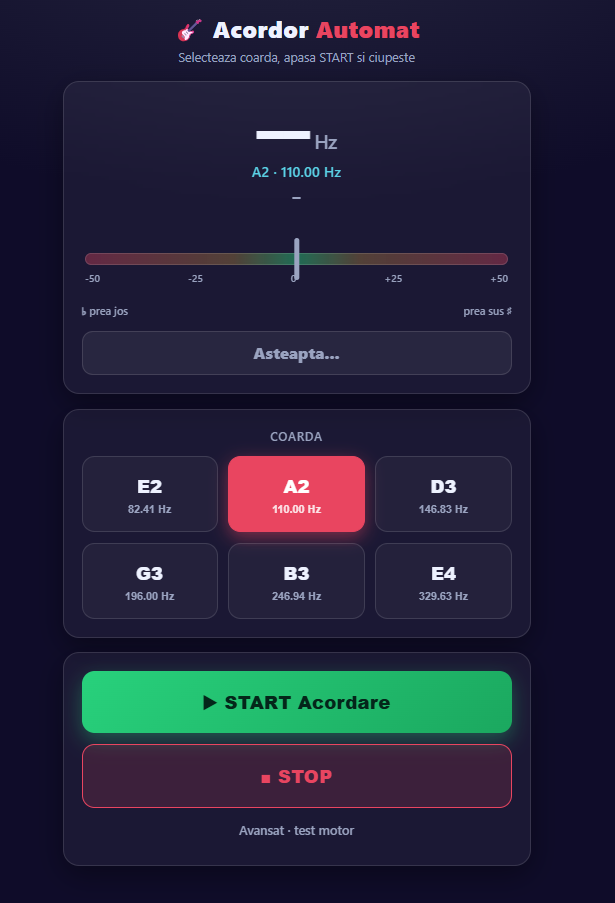 Acordor Automat
Selecteaza coarda, apasa START si ciupeste
— Hz
A2 · 110.00 Hz
–
-50 -25 0 +25 +50
♭ prea jos prea sus ♯
Asteapta...
COARDA
E2 A2 D3
82.41 Hz 110.00 Hz 146.83 Hz
G3 B3 E4
196.00 Hz 246.94 Hz 329.63 Hz
▶ START Acordare
■ STOP
Avansat · test motor